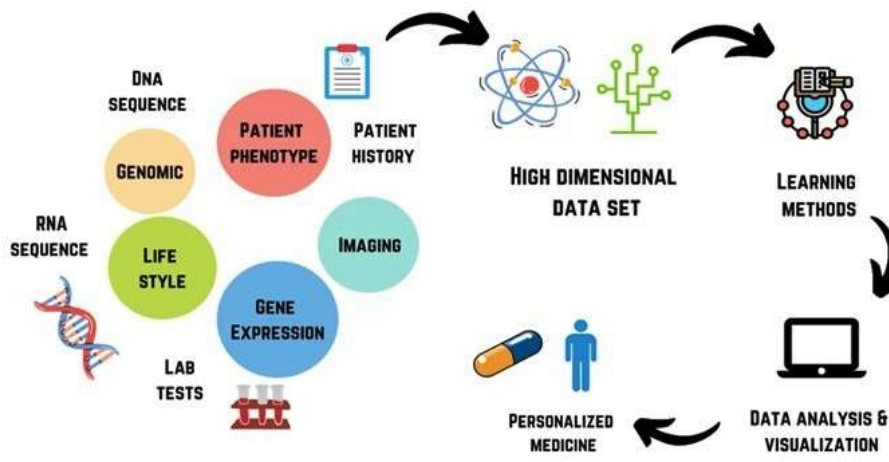 DNA
SEQUENCE
PATIENT
PHENOTYPE
PATIENT
HISTORY
GENOMIC
RNA
SEQUENCE
LIFE
STYLE
IMAGING
GENE
EXPRESSION
LAB
TESTS
HIGH DIMENSIONAL
DATA SET
LEARNING
METHODS
DATA ANALYSIS &
VISUALIZATION
PERSONALIZED
MEDICINE